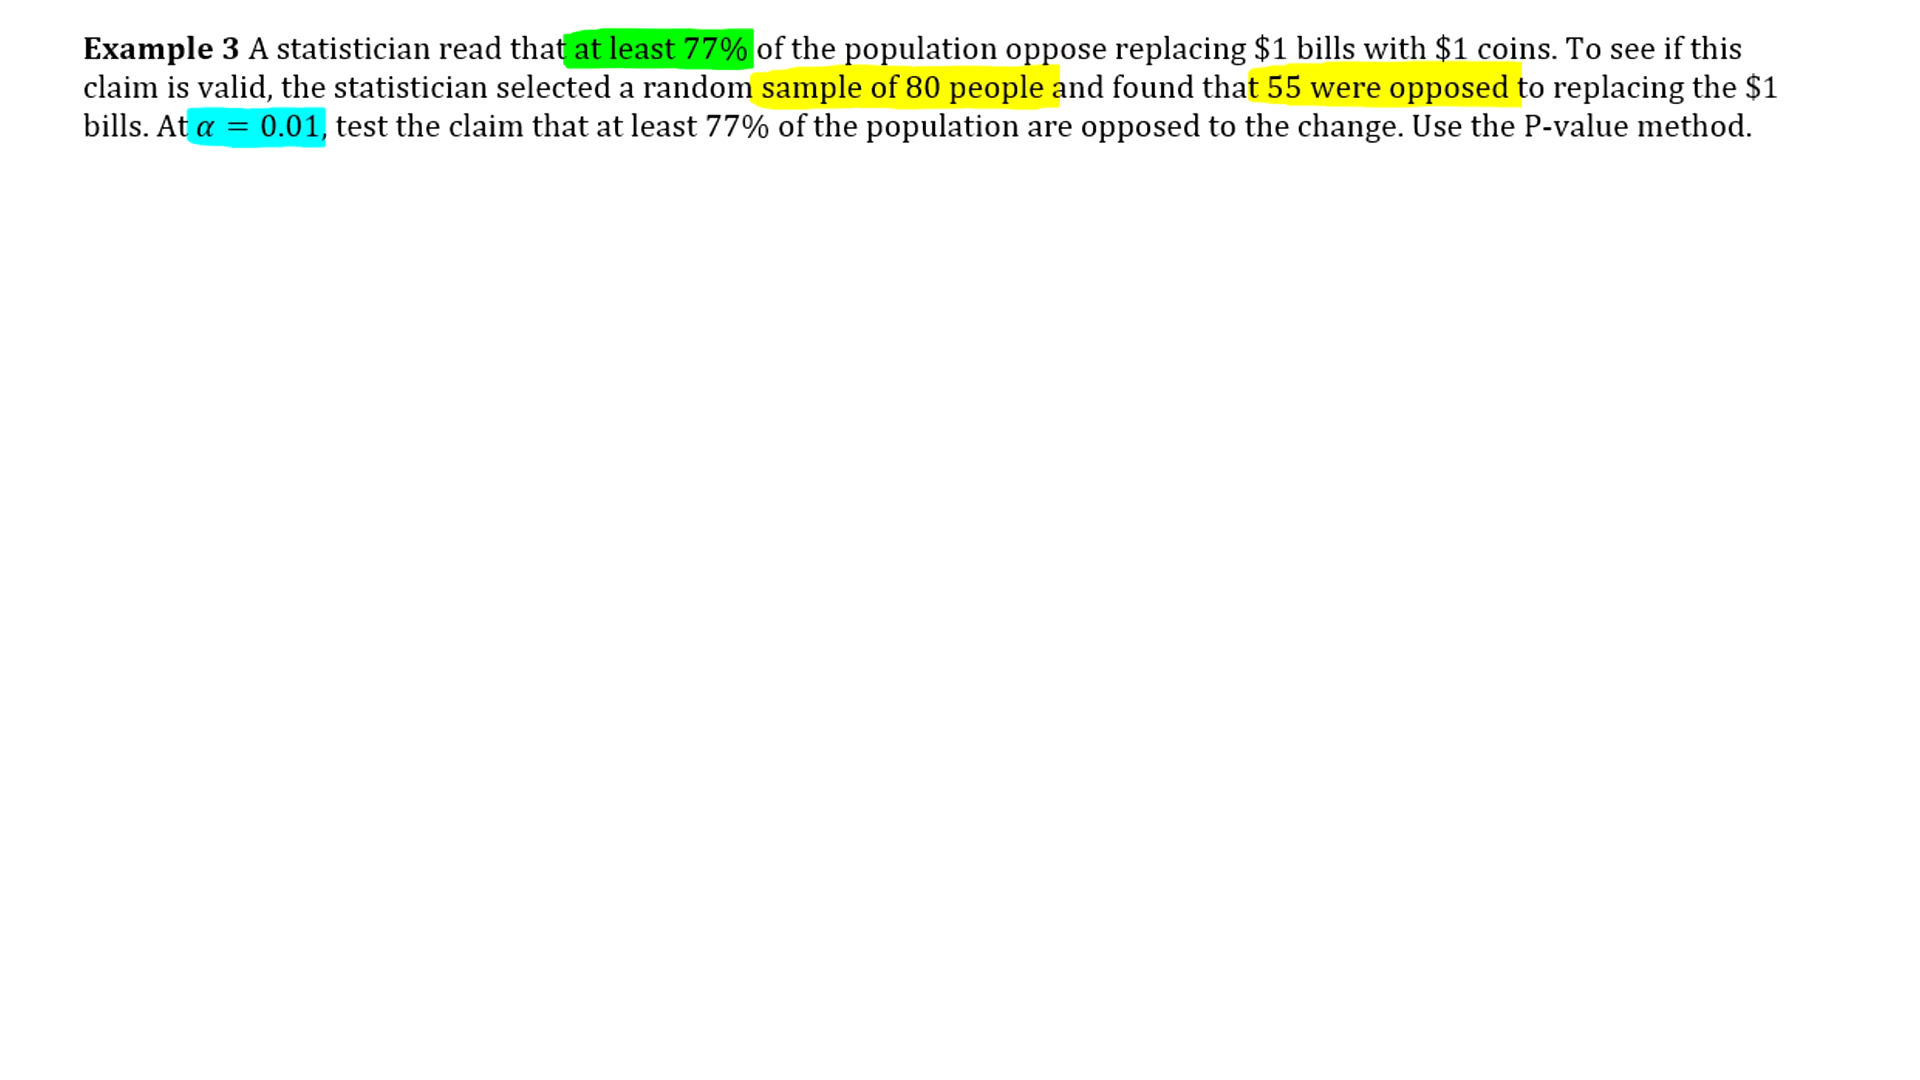 Example 3 A statistician read that at least 77% of the population oppose replacing $1 bills with $1 coins. To see if this
claim is valid, the statistician selected a random sample of 80 people and found that 55 were opposed to replacing the $1
bills. At α = 0.01, test the claim that at least 77% of the population are opposed to the change. Use the P-value method.